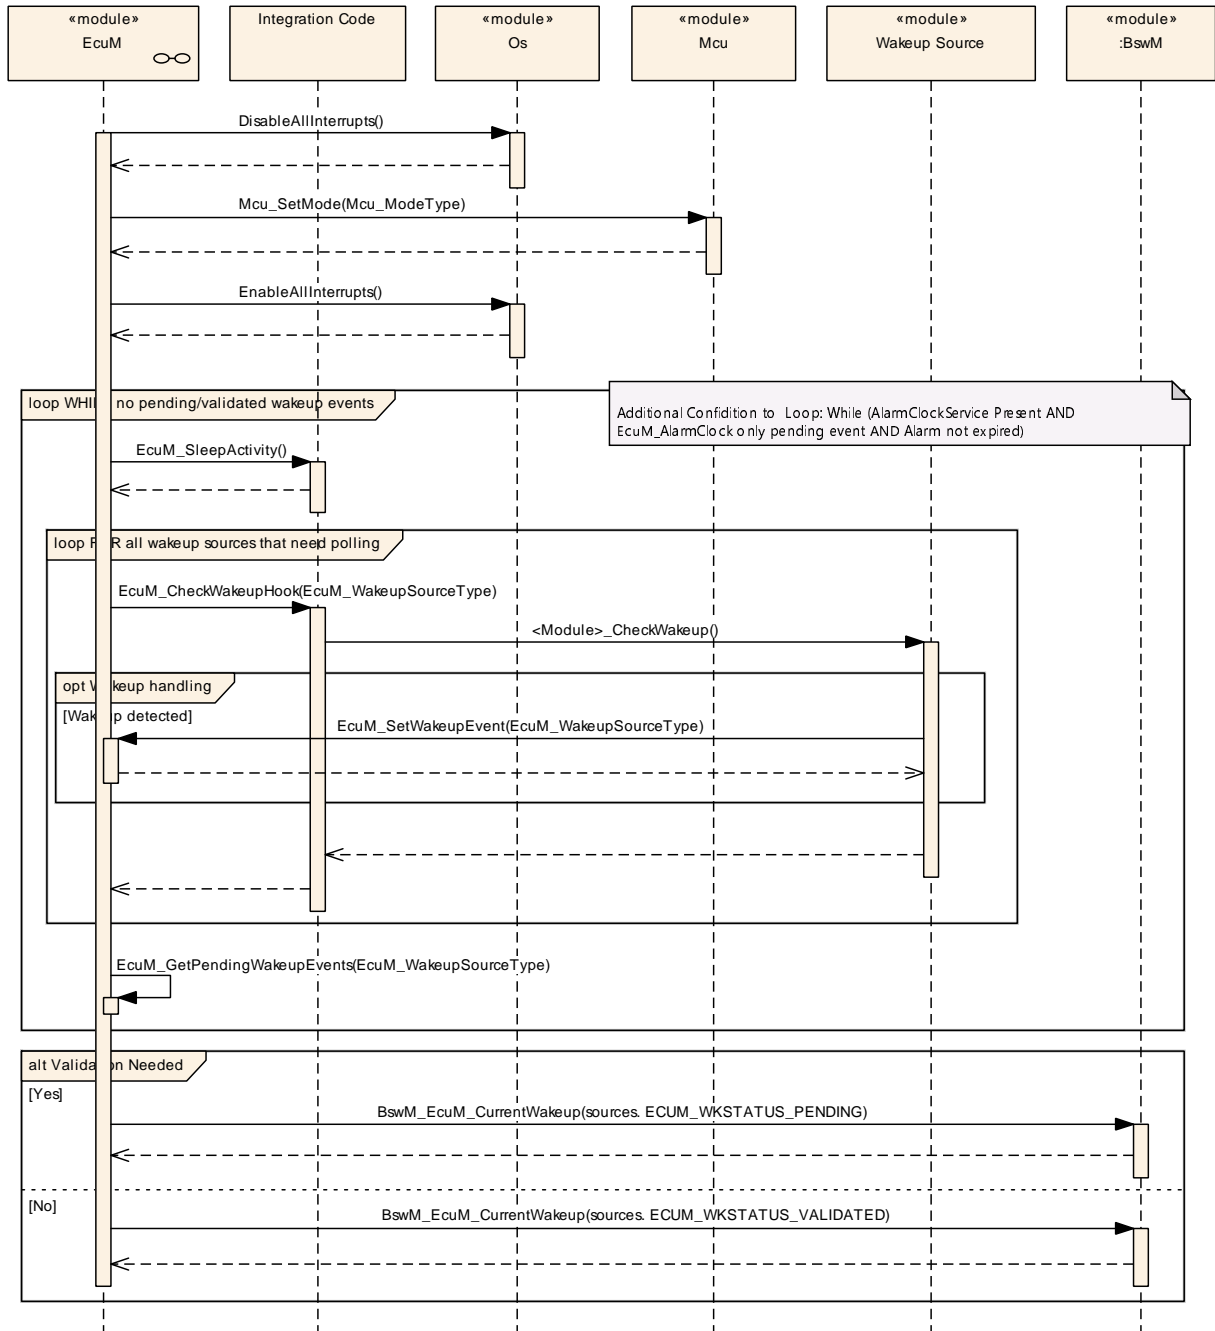 «module»
EcuM
Integration Code
«module»
Os
«module»
Mcu
«module»
Wakeup Source
«module»
:BswM
DisableAllInterrupts()
Mcu_SetMode(Mcu_ModeType)
EnableAllInterrupts()
loop WHILE no pending/validated wakeup events
Additional Confidition to Loop: While (AlarmClockService Present AND
EcuM_AlarmClock only pending event AND Alarm not expired)
EcuM_SleepActivity()
loop FOR all wakeup sources that need polling
EcuM_CheckWakeupHook(EcuM_WakeupSourceType)
<Module>_CheckWakeup()
opt Wakeup handling
[Wakeup detected]
EcuM_SetWakeupEvent(EcuM_WakeupSourceType)
EcuM_GetPendingWakeupEvents(EcuM_WakeupSourceType)
alt Validation Needed
[Yes]
BswM_EcuM_CurrentWakeup(sources. ECUM_WKSTATUS_PENDING)
[No]
BswM_EcuM_CurrentWakeup(sources. ECUM_WKSTATUS_VALIDATED)